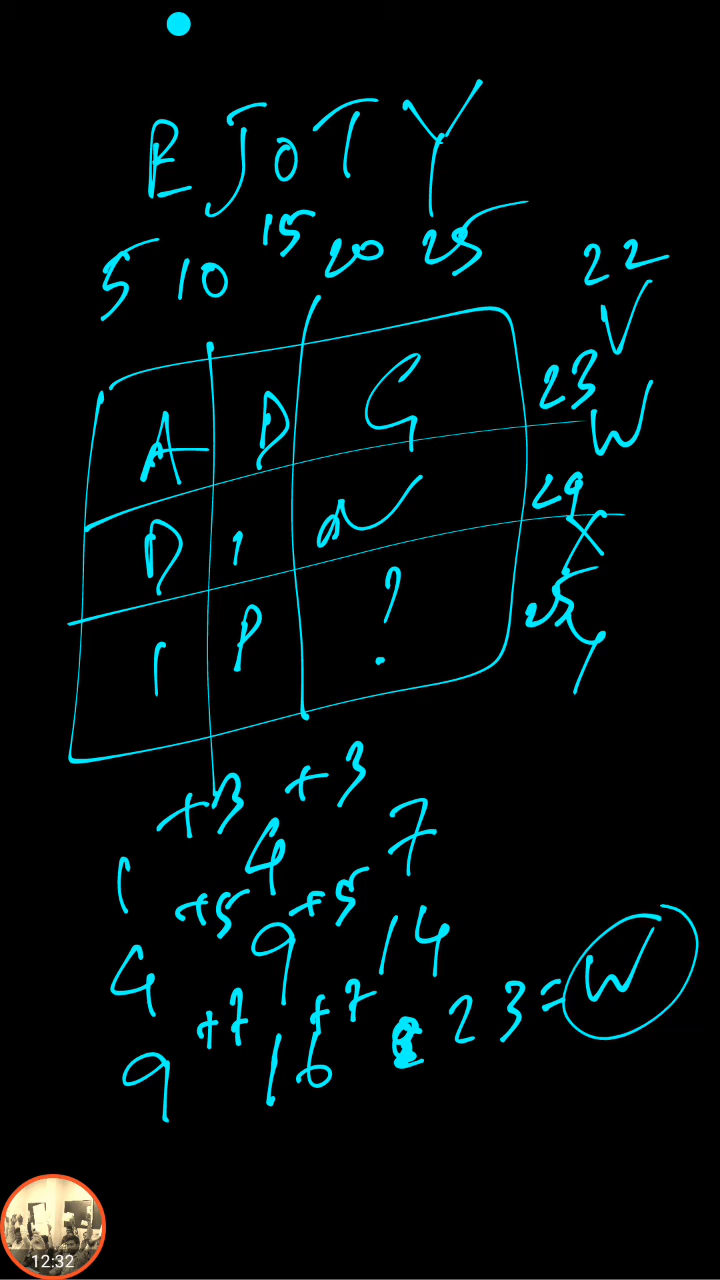 EJOTY
5 10 15 20 25
22
V
A D G
23
W
D I N
24
X
I P ?
25
Y
+3 +3
1 4 7
+5 +5
4 9 14
+7 +7
9 16 23 = W
12:32